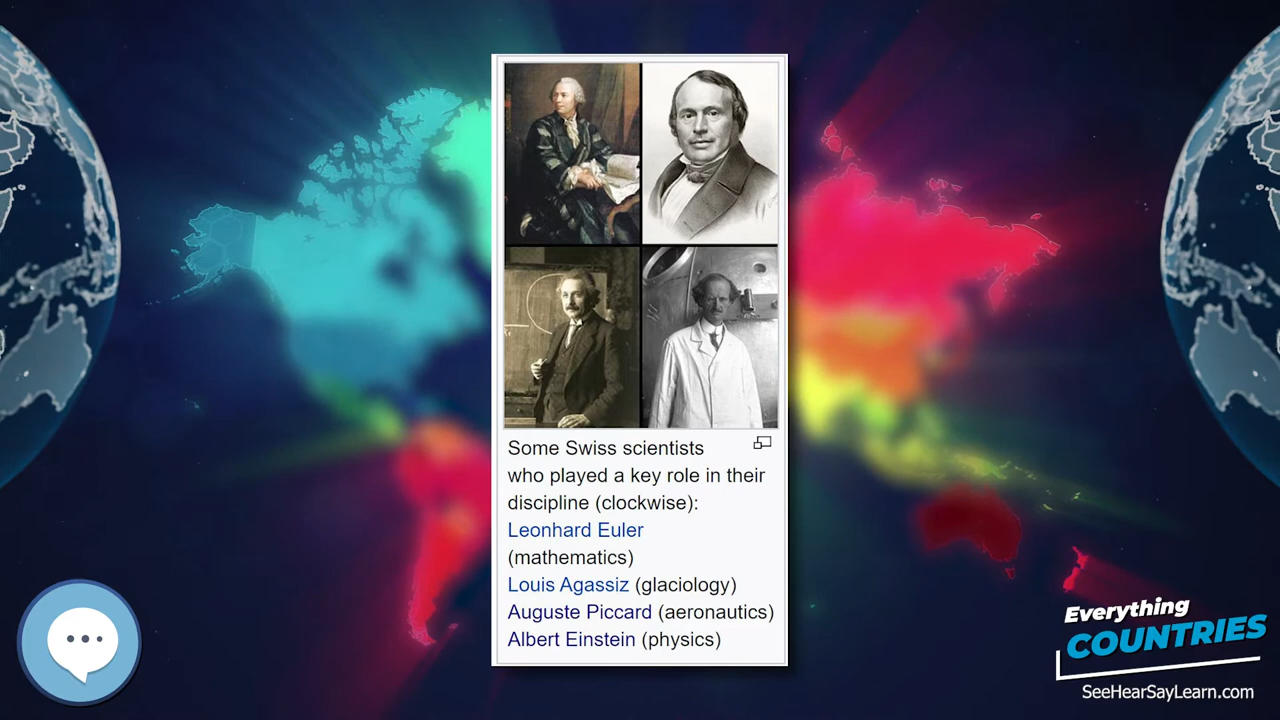 Some Swiss scientists
who played a key role in their
discipline (clockwise):
Leonhard Euler
(mathematics)
Louis Agassiz (glaciology)
Auguste Piccard (aeronautics)
Albert Einstein (physics)
Everything
COUNTRIES
SeeHearSayLearn.com